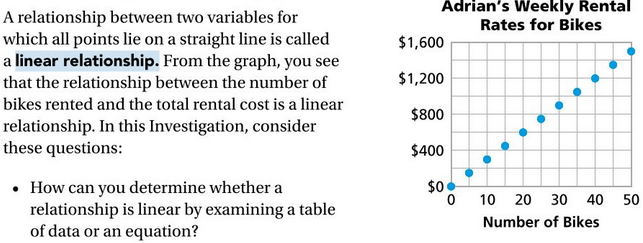 A relationship between two variables for
which all points lie on a straight line is called
a linear relationship. From the graph, you see
that the relationship between the number of
bikes rented and the total rental cost is a linear
relationship. In this Investigation, consider
these questions:
• How can you determine whether a
relationship is linear by examining a table
of data or an equation?
Adrian's Weekly Rental
Rates for Bikes
$1,600
$1,200
$800
$400
$0
0 10 20 30 40 50
Number of Bikes